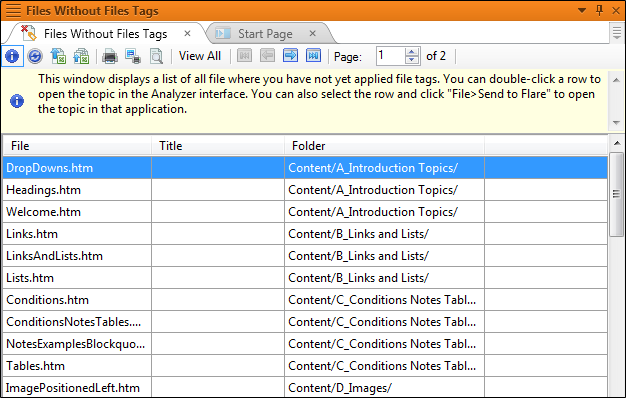 Files Without Files Tags
Files Without Files Tags
Start Page
View All
Page: 1 of 2
This window displays a list of all file where you have not yet applied file tags. You can double-click a row to
open the topic in the Analyzer interface. You can also select the row and click "File>Send to Flare" to open
the topic in that application.
File Title Folder
DropDowns.htm Content/A_Introduction Topics/
Headings.htm Content/A_Introduction Topics/
Welcome.htm Content/A_Introduction Topics/
Links.htm Content/B_Links and Lists/
LinksAndLists.htm Content/B_Links and Lists/
Lists.htm Content/B_Links and Lists/
Conditions.htm Content/C_Conditions Notes Tabl...
ConditionsNotesTables.... Content/C_Conditions Notes Tabl...
NotesExamplesBlockquo... Content/C_Conditions Notes Tabl...
Tables.htm Content/C_Conditions Notes Tabl...
ImagePositionedLeft.htm Content/D_Images/